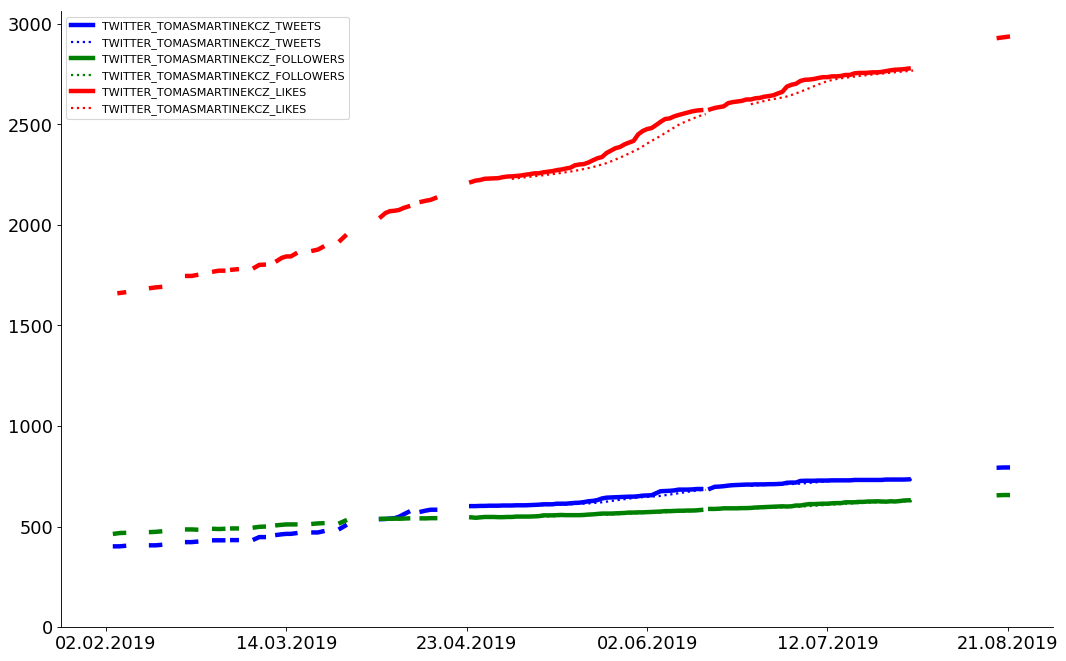 TWITTER_TOMASMARTINEKCZ_TWEETS
TWITTER_TOMASMARTINEKCZ_TWEETS
TWITTER_TOMASMARTINEKCZ_FOLLOWERS
TWITTER_TOMASMARTINEKCZ_FOLLOWERS
TWITTER_TOMASMARTINEKCZ_LIKES
TWITTER_TOMASMARTINEKCZ_LIKES
3000
2500
2000
1500
1000
500
0
02.02.2019 14.03.2019 23.04.2019 02.06.2019 12.07.2019 21.08.2019